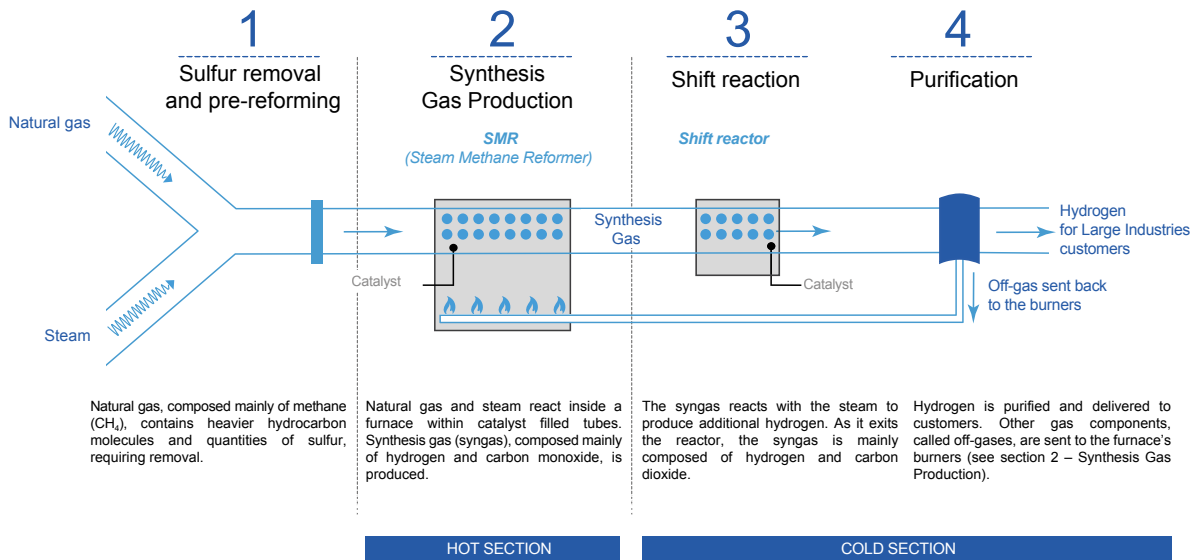 1
Sulfur removal
and pre-reforming
2
Synthesis
Gas Production
3
Shift reaction
4
Purification
SMR
(Steam Methane Reformer)
Shift reactor
Natural gas
Steam
Catalyst
Synthesis
Gas
Catalyst
Hydrogen
for Large Industries
customers
Off-gas sent back
to the burners
Natural gas, composed mainly of methane
(CH₄), contains heavier hydrocarbon
molecules and quantities of sulfur,
requiring removal.
Natural gas and steam react inside a
furnace within catalyst filled tubes.
Synthesis gas (syngas), composed mainly
of hydrogen and carbon monoxide, is
produced.
The syngas reacts with the steam to
produce additional hydrogen. As it exits
the reactor, the syngas is mainly
composed of hydrogen and carbon
dioxide.
Hydrogen is purified and delivered to
customers. Other gas components,
called off-gases, are sent to the furnace's
burners (see section 2 – Synthesis Gas
Production).
HOT SECTION
COLD SECTION